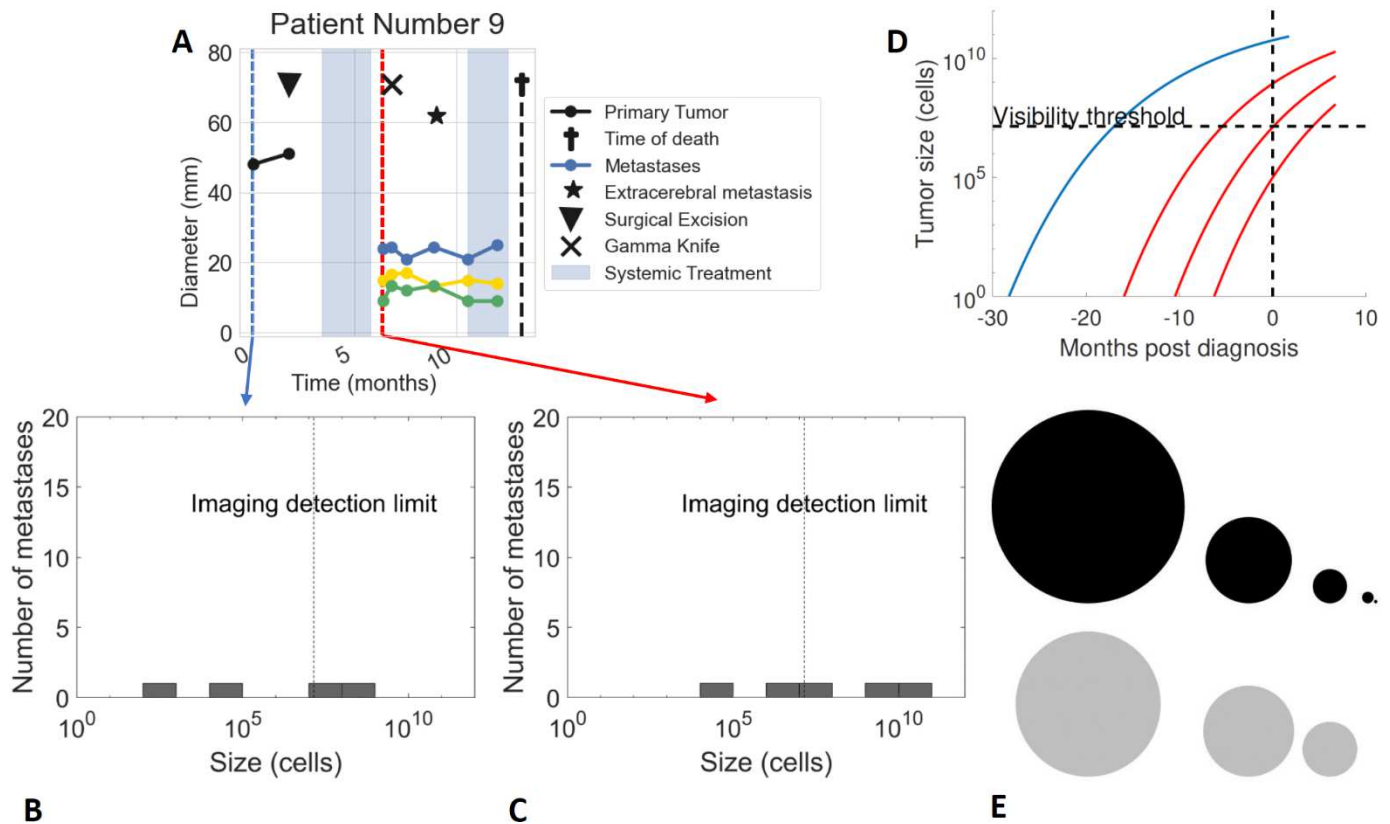 Patient Number 9
A
80
60
40
20
0
Diameter (mm)
0
5
10
Time (months)
Primary Tumor
Time of death
Metastases
Extracerebral metastasis
Surgical Excision
Gamma Knife
Systemic Treatment
D
10^10
10^5
10^0
Tumor size (cells)
Visibility threshold
-30
-20
-10
0
10
Months post diagnosis
20
15
10
5
0
Number of metastases
Imaging detection limit
10^0
10^5
10^10
Size (cells)
B
20
15
10
5
0
Number of metastases
Imaging detection limit
10^0
10^5
10^10
Size (cells)
C
E